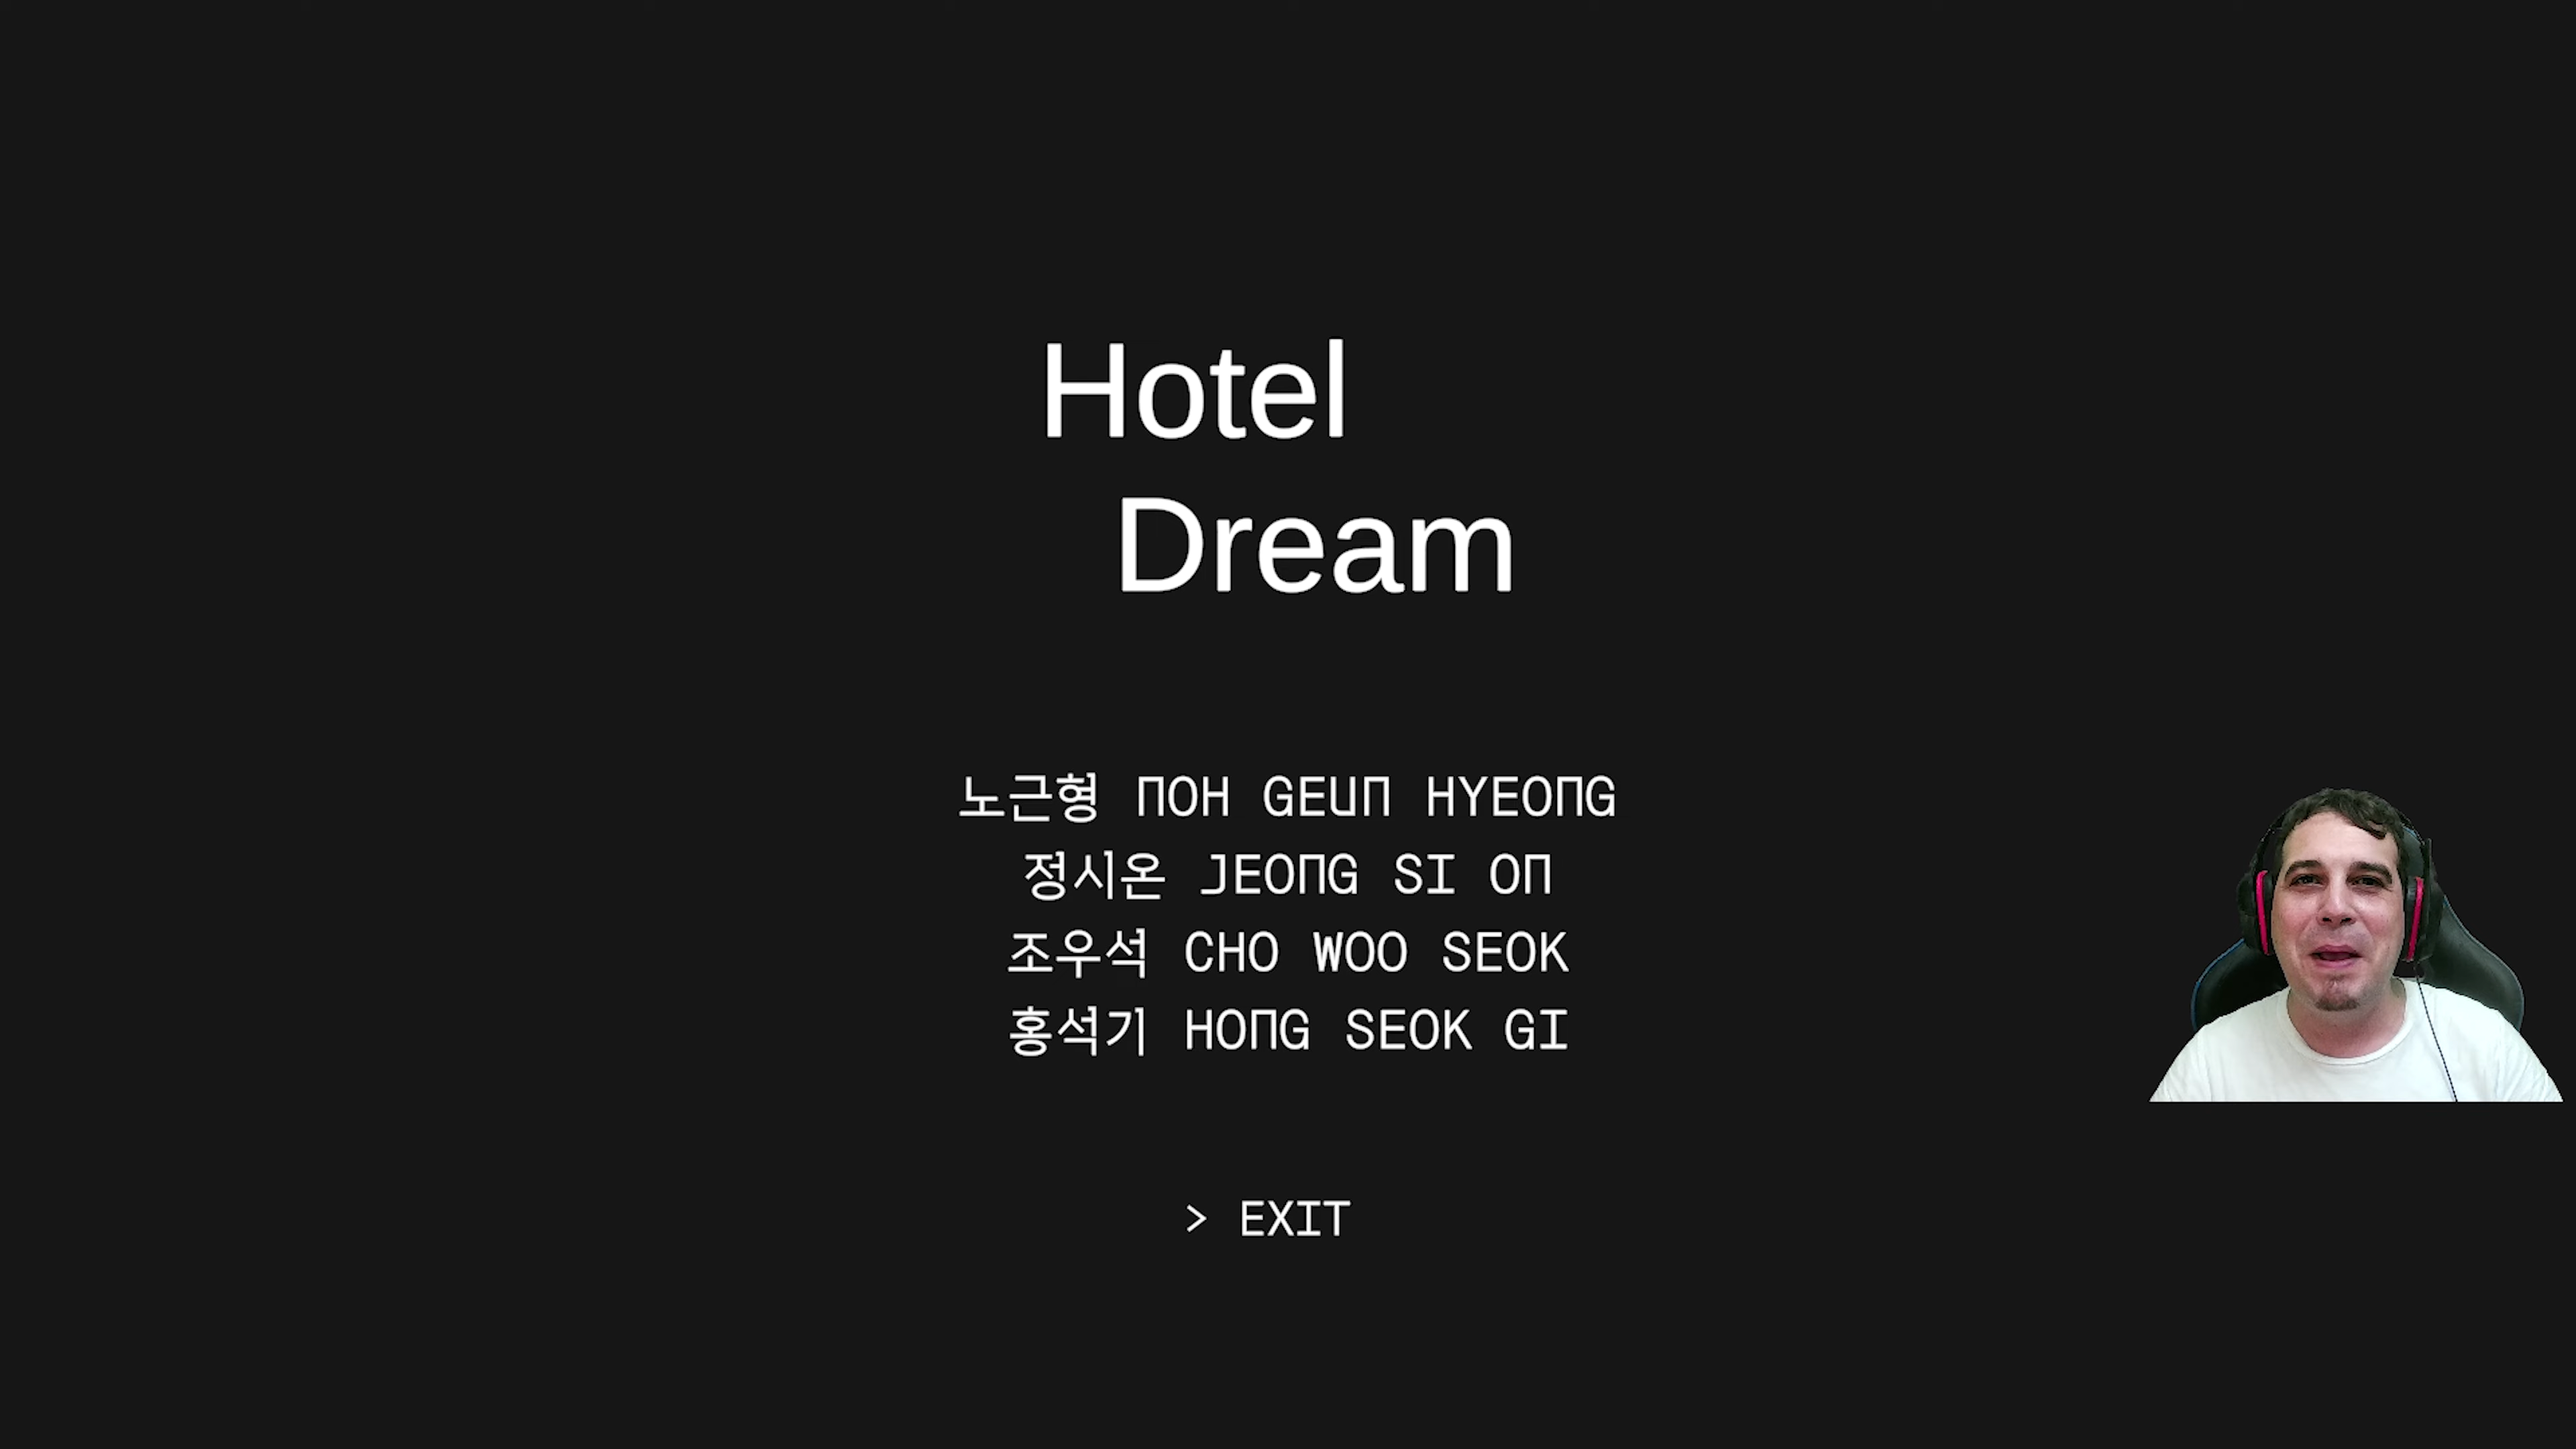 Hotel
Dream
노근형 NOH GEUN HYEONG
정시온 JEONG SI ON
조우석 CHO WOO SEOK
홍석기 HONG SEOK GI
> EXIT